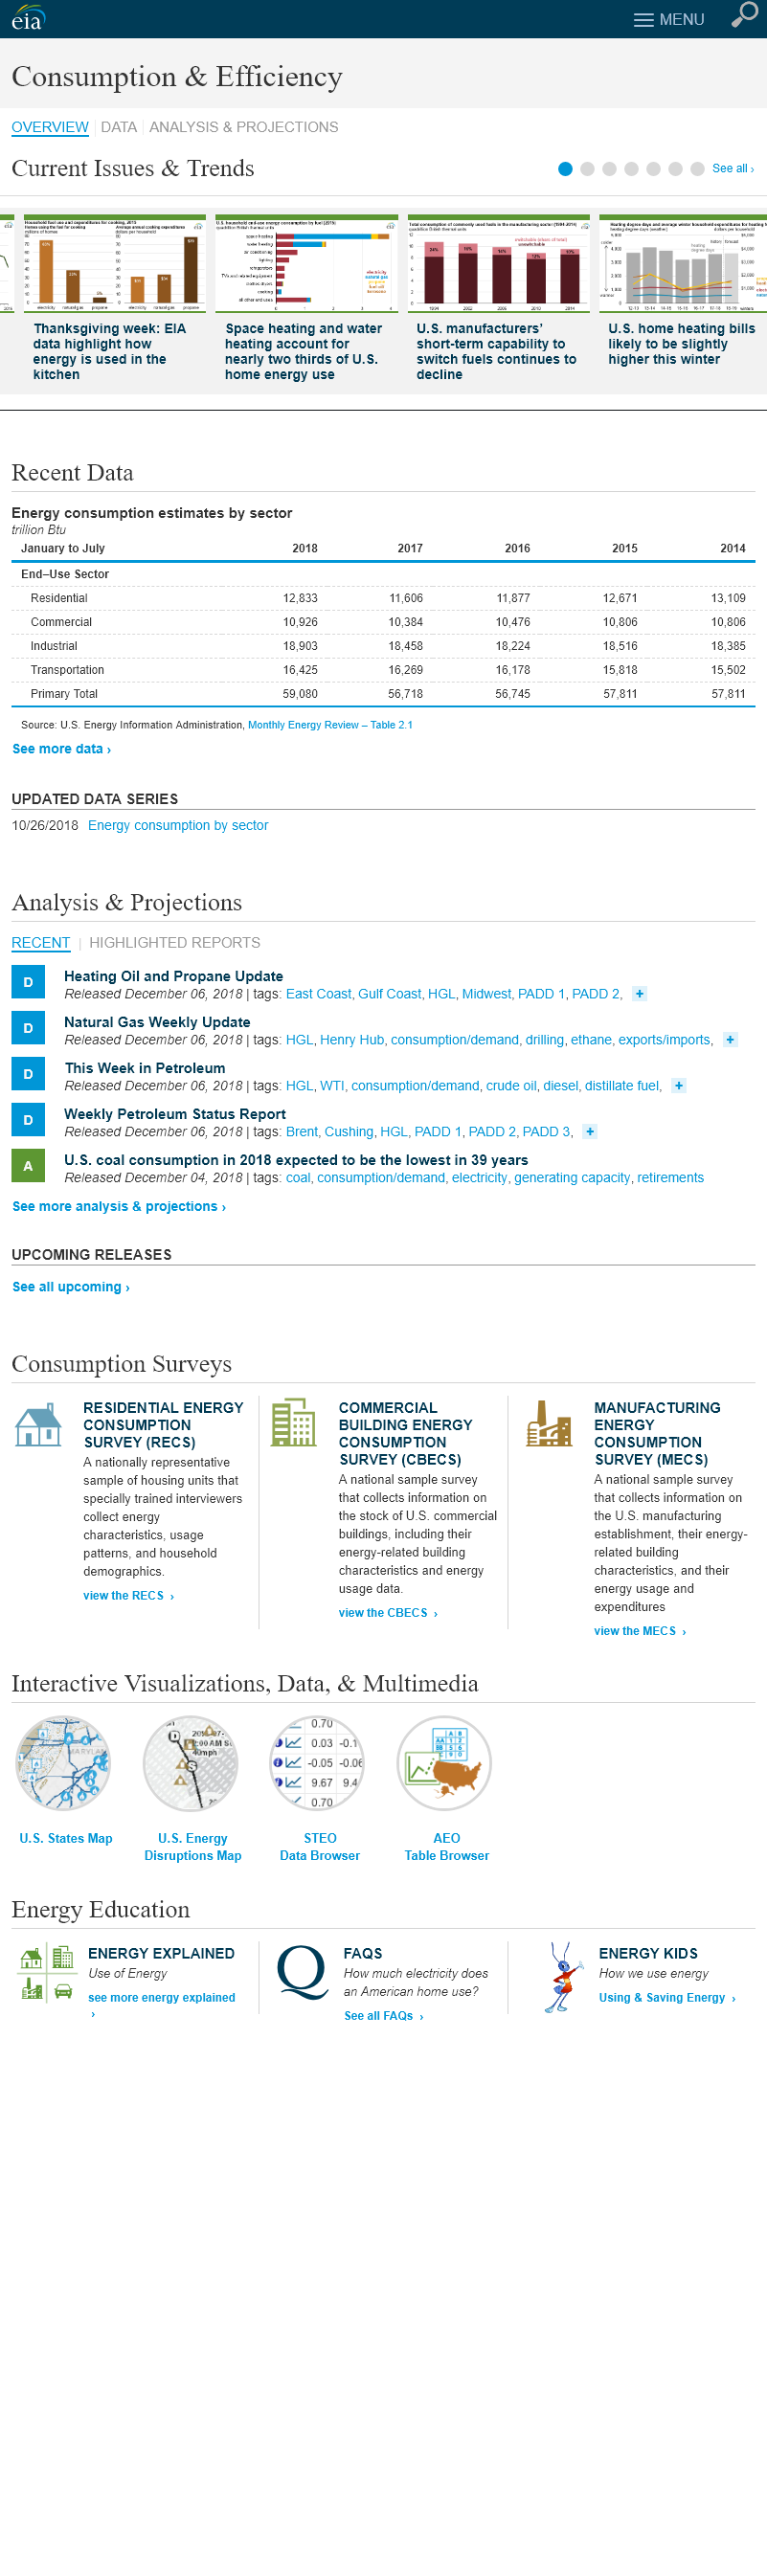 eia
MENU
Consumption & Efficiency
OVERVIEW DATA ANALYSIS & PROJECTIONS
Current Issues & Trends
See all ›
Thanksgiving week: EIA
data highlight how
energy is used in the
kitchen
Space heating and water
heating account for
nearly two thirds of U.S.
home energy use
U.S. manufacturers’
short-term capability to
switch fuels continues to
decline
U.S. home heating bills
likely to be slightly
higher this winter
Recent Data
Energy consumption estimates by sector
trillion Btu
January to July 2018 2017 2016 2015 2014
End–Use Sector
Residential 12,833 11,606 11,877 12,671 13,109
Commercial 10,926 10,384 10,476 10,806 10,806
Industrial 18,903 18,458 18,224 18,516 18,385
Transportation 16,425 16,269 16,178 15,818 15,502
Primary Total 59,080 56,718 56,745 57,811 57,811
Source: U.S. Energy Information Administration, Monthly Energy Review – Table 2.1
See more data ›
UPDATED DATA SERIES
10/26/2018 Energy consumption by sector
Analysis & Projections
RECENT | HIGHLIGHTED REPORTS
D Heating Oil and Propane Update
Released December 06, 2018 | tags: East Coast, Gulf Coast, HGL, Midwest, PADD 1, PADD 2, +
D Natural Gas Weekly Update
Released December 06, 2018 | tags: HGL, Henry Hub, consumption/demand, drilling, ethane, exports/imports, +
D This Week in Petroleum
Released December 06, 2018 | tags: HGL, WTI, consumption/demand, crude oil, diesel, distillate fuel, +
D Weekly Petroleum Status Report
Released December 06, 2018 | tags: Brent, Cushing, HGL, PADD 1, PADD 2, PADD 3, +
A U.S. coal consumption in 2018 expected to be the lowest in 39 years
Released December 04, 2018 | tags: coal, consumption/demand, electricity, generating capacity, retirements
See more analysis & projections ›
UPCOMING RELEASES
See all upcoming ›
Consumption Surveys
RESIDENTIAL ENERGY
CONSUMPTION
SURVEY (RECS)
A nationally representative
sample of housing units that
specially trained interviewers
collect energy
characteristics, usage
patterns, and household
demographics.
view the RECS ›
COMMERCIAL
BUILDING ENERGY
CONSUMPTION
SURVEY (CBECS)
A national sample survey
that collects information on
the stock of U.S. commercial
buildings, including their
energy-related building
characteristics and energy
usage data.
view the CBECS ›
MANUFACTURING
ENERGY
CONSUMPTION
SURVEY (MECS)
A national sample survey
that collects information on
the U.S. manufacturing
establishment, their energy-
related building
characteristics, and their
energy usage and
expenditures
view the MECS ›
Interactive Visualizations, Data, & Multimedia
0.70
0.03
-0.05
9.67
0.70
U.S. States Map
U.S. Energy
Disruptions Map
STEO
Data Browser
AEO
Table Browser
Energy Education
ENERGY EXPLAINED
Use of Energy
see more energy explained
›
Q
FAQS
How much electricity does
an American home use?
See all FAQs ›
ENERGY KIDS
How we use energy
Using & Saving Energy ›